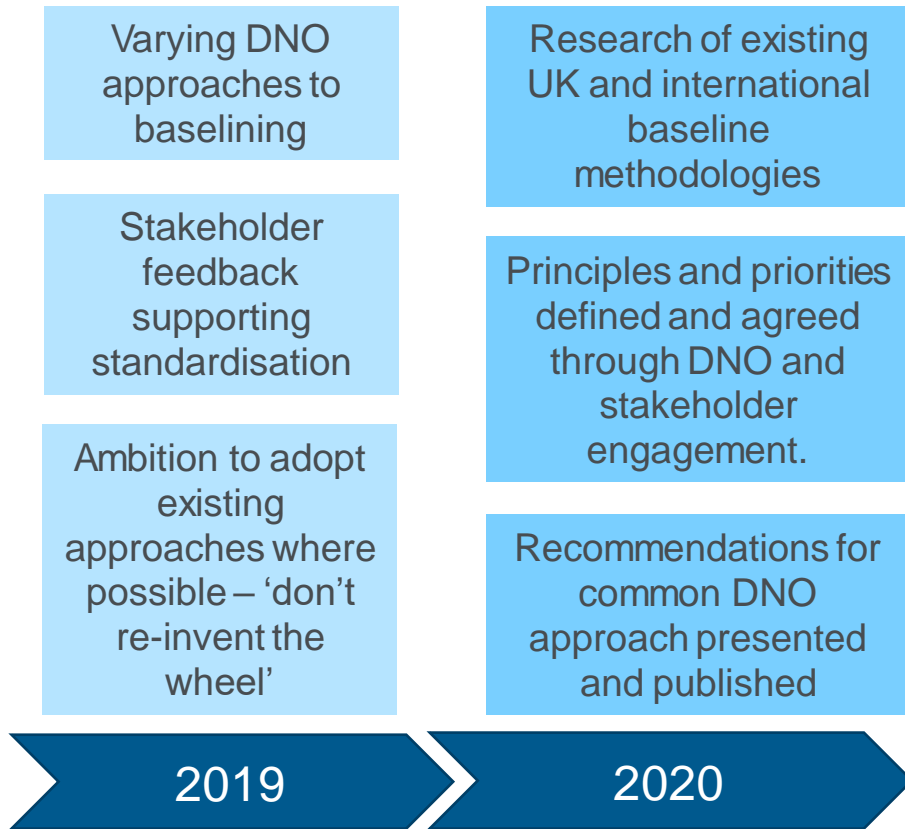 Varying DNO
approaches to
baselining
Stakeholder
feedback
supporting
standardisation
Ambition to adopt
existing
approaches where
possible – ‘don’t
re-invent the
wheel’
2019
Research of existing
UK and international
baseline
methodologies
Principles and priorities
defined and agreed
through DNO and
stakeholder
engagement.
Recommendations for
common DNO
approach presented
and published
2020